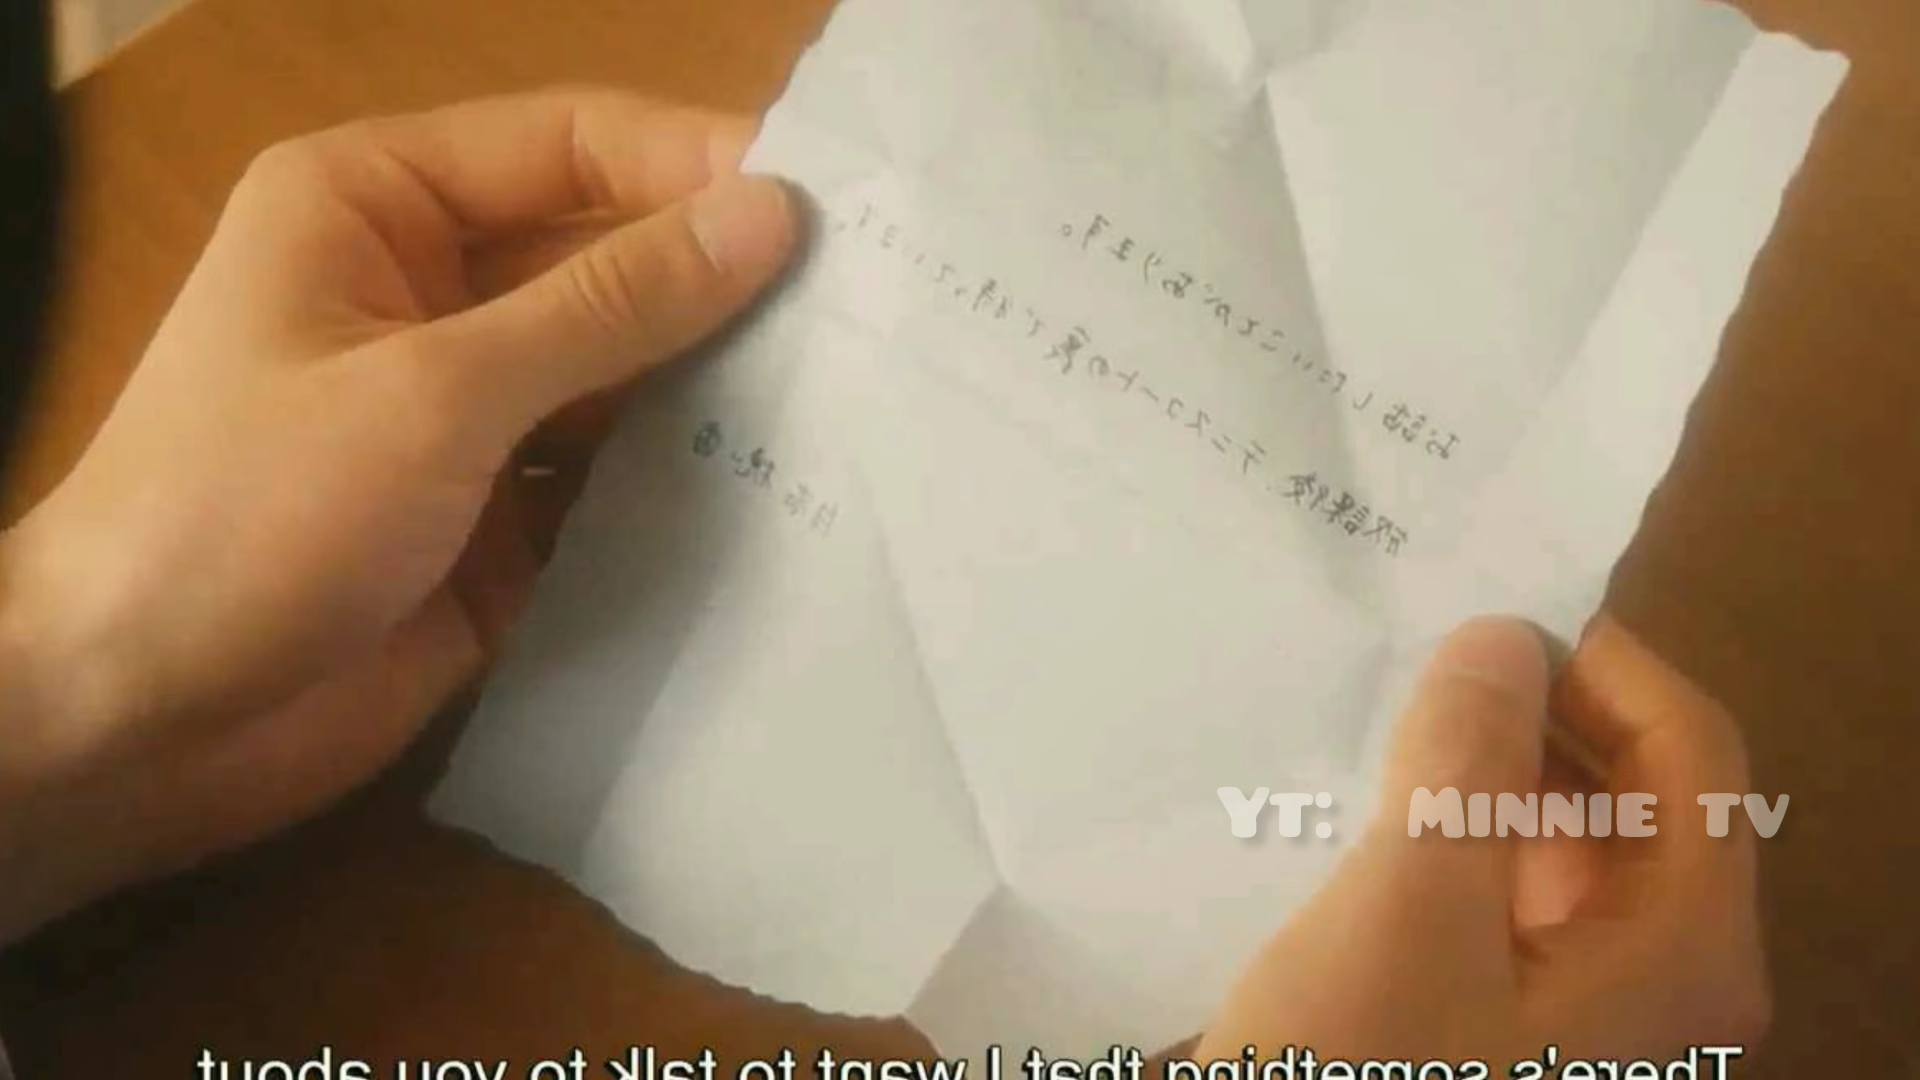 お話ししたいことがあります。
放課後、テニスコートの裏で待っています。
YT: MINNIE TV
There's something that I want to talk to you about